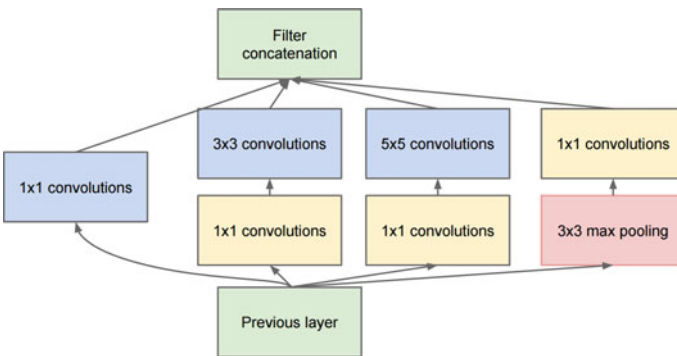 Filter
concatenation
3x3 convolutions
5x5 convolutions
1x1 convolutions
1x1 convolutions
1x1 convolutions
1x1 convolutions
3x3 max pooling
Previous layer